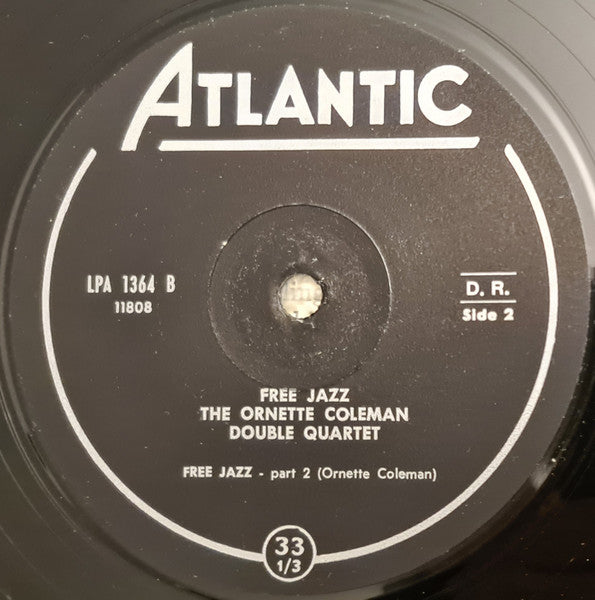 ATLANTIC
LPA 1364 B
11808
D. R.
Side 2
FREE JAZZ
THE ORNETTE COLEMAN
DOUBLE QUARTET
FREE JAZZ - part 2 (Ornette Coleman)
33
1/3